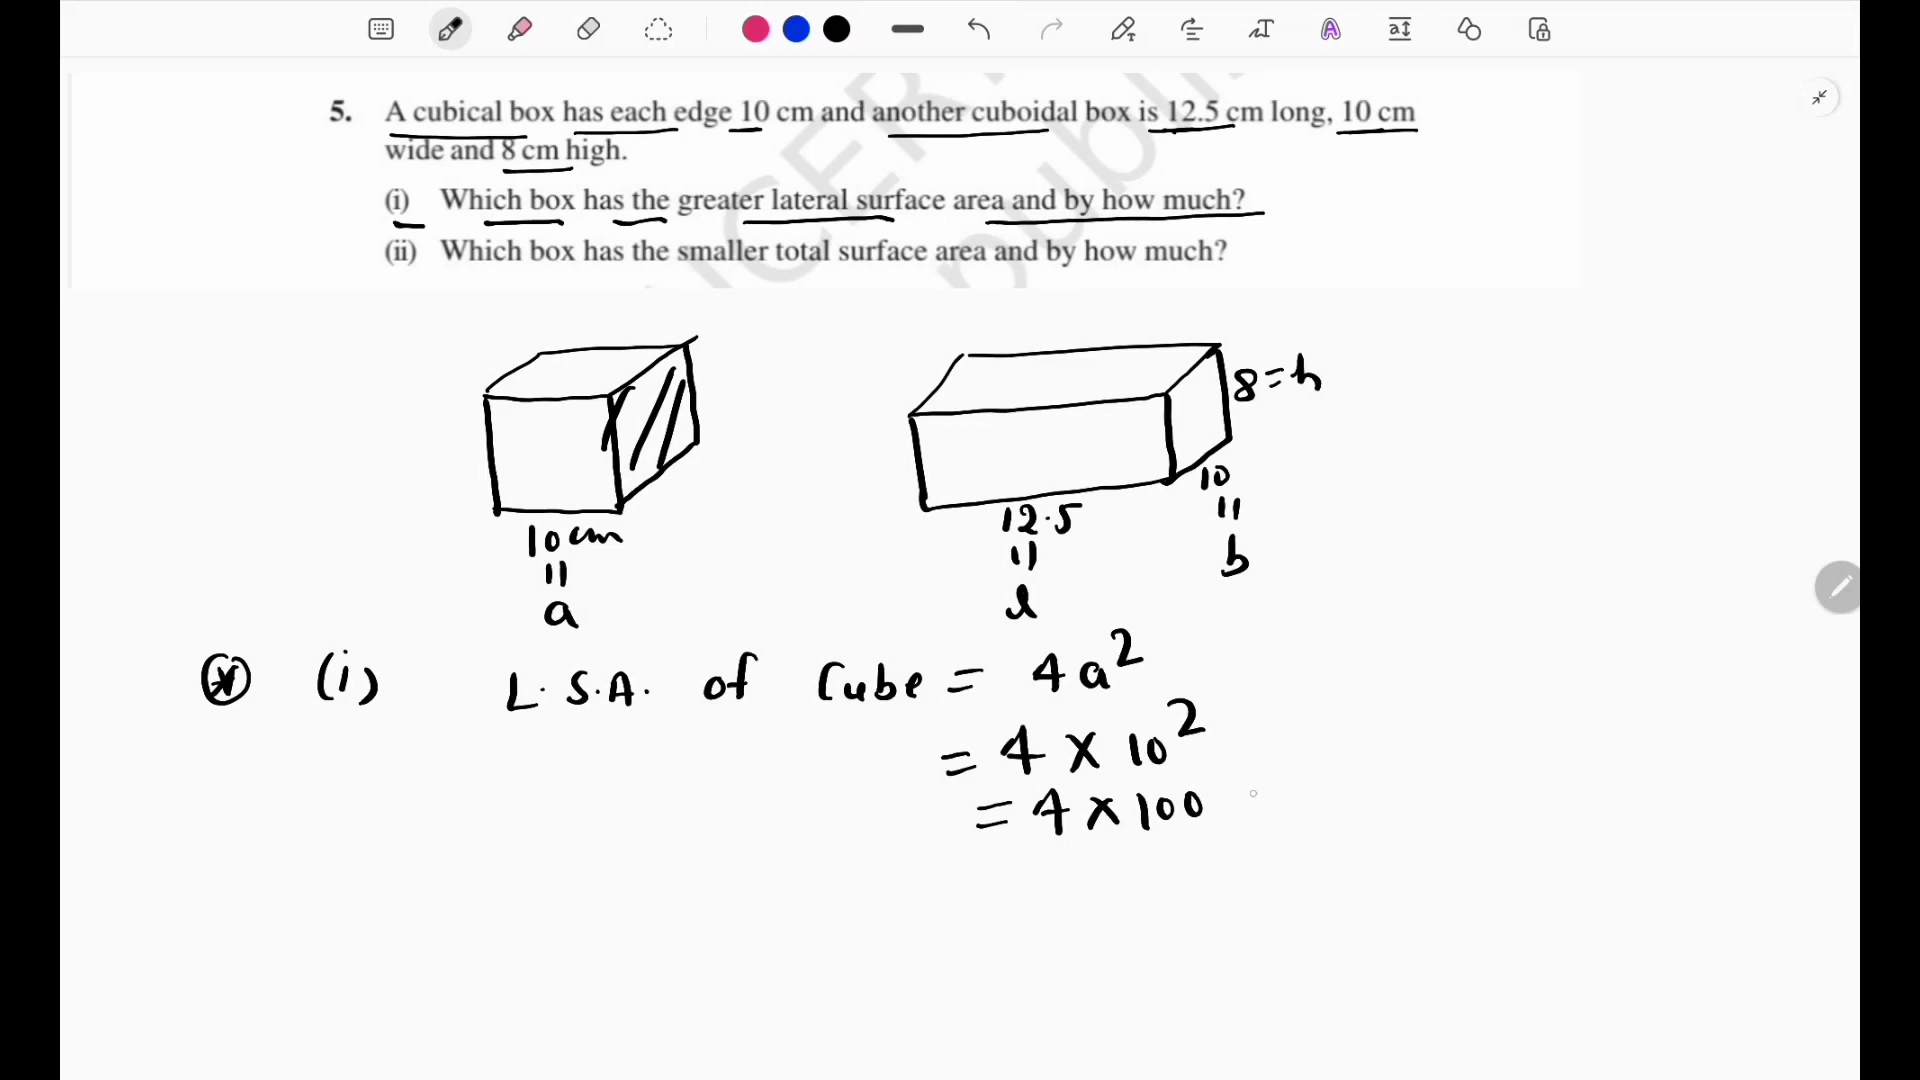 5. A cubical box has each edge 10 cm and another cuboidal box is 12.5 cm long, 10 cm
wide and 8 cm high.
(i) Which box has the greater lateral surface area and by how much?
(ii) Which box has the smaller total surface area and by how much?
8 = h
10 cm
=
a
12.5
=
l
10
=
b
(i) L.S.A. of Cube = 4a²
= 4 × 10²
= 4 × 100